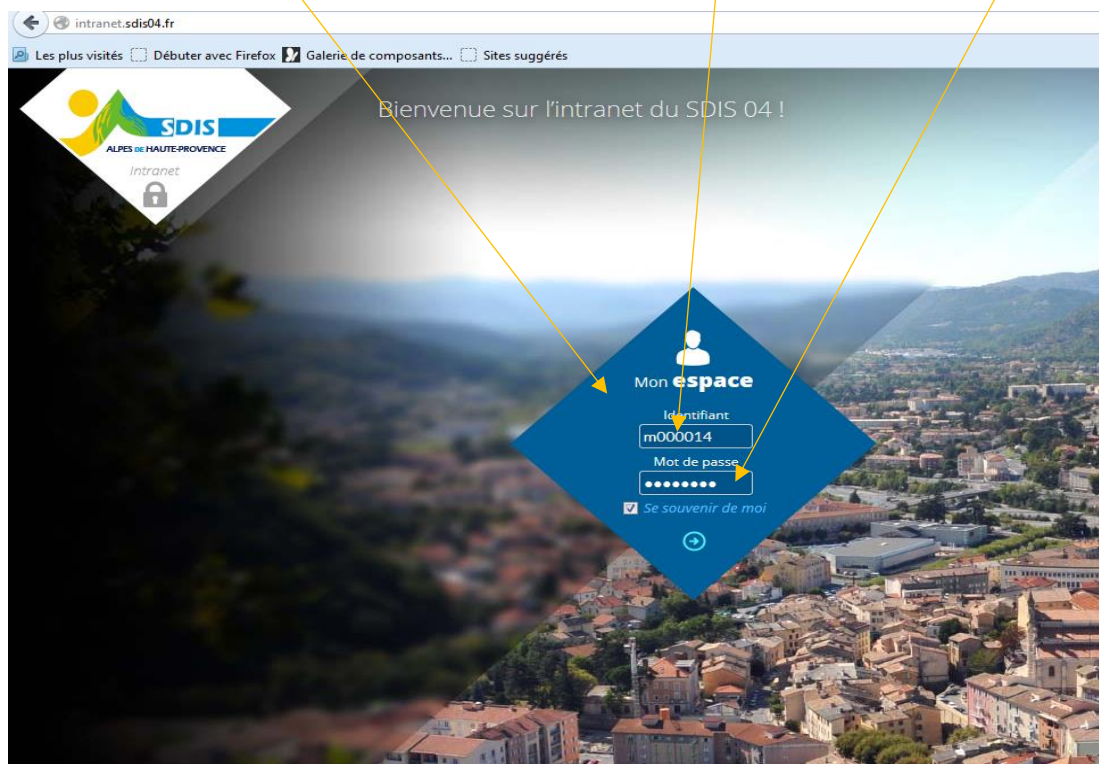 intranet.sdis04.fr
Les plus visités Débuter avec Firefox Galerie de composants... Sites suggérés
Bienvenue sur l'intranet du SDIS 04 !
SDIS
ALPES DE HAUTE-PROVENCE
Intranet
Mon espace
Identifiant
m000014
Mot de passe
••••••••
Se souvenir de moi